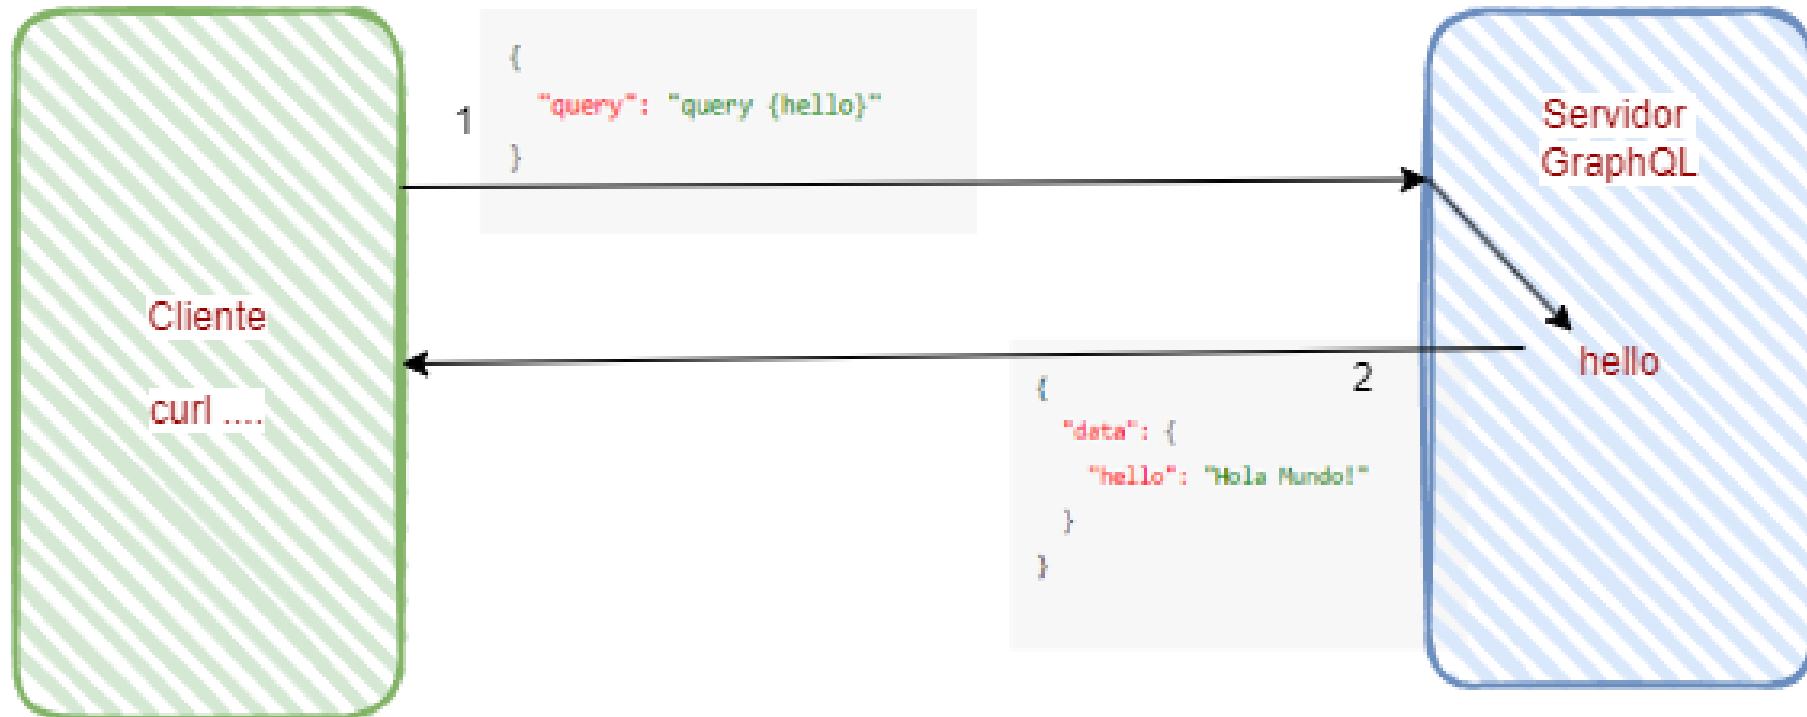 Cliente
curl ....
1
{
"query": "query {hello}"
}
Servidor
GraphQL
hello
2
{
"data": {
"hello": "Hola Mundo!"
}
}